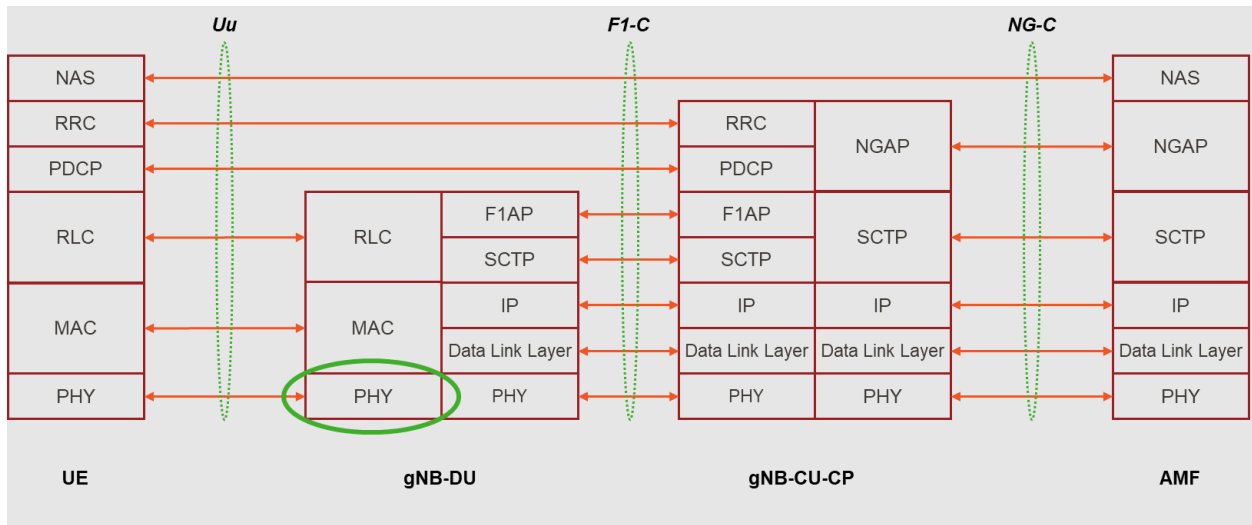 Uu F1-C NG-C
NAS NAS
RRC RRC NGAP NGAP
PDCP PDCP
RLC RLC F1AP F1AP SCTP SCTP
SCTP SCTP
MAC MAC IP IP IP IP
Data Link Layer Data Link Layer Data Link Layer Data Link Layer
PHY PHY PHY PHY PHY PHY
UE gNB-DU gNB-CU-CP AMF